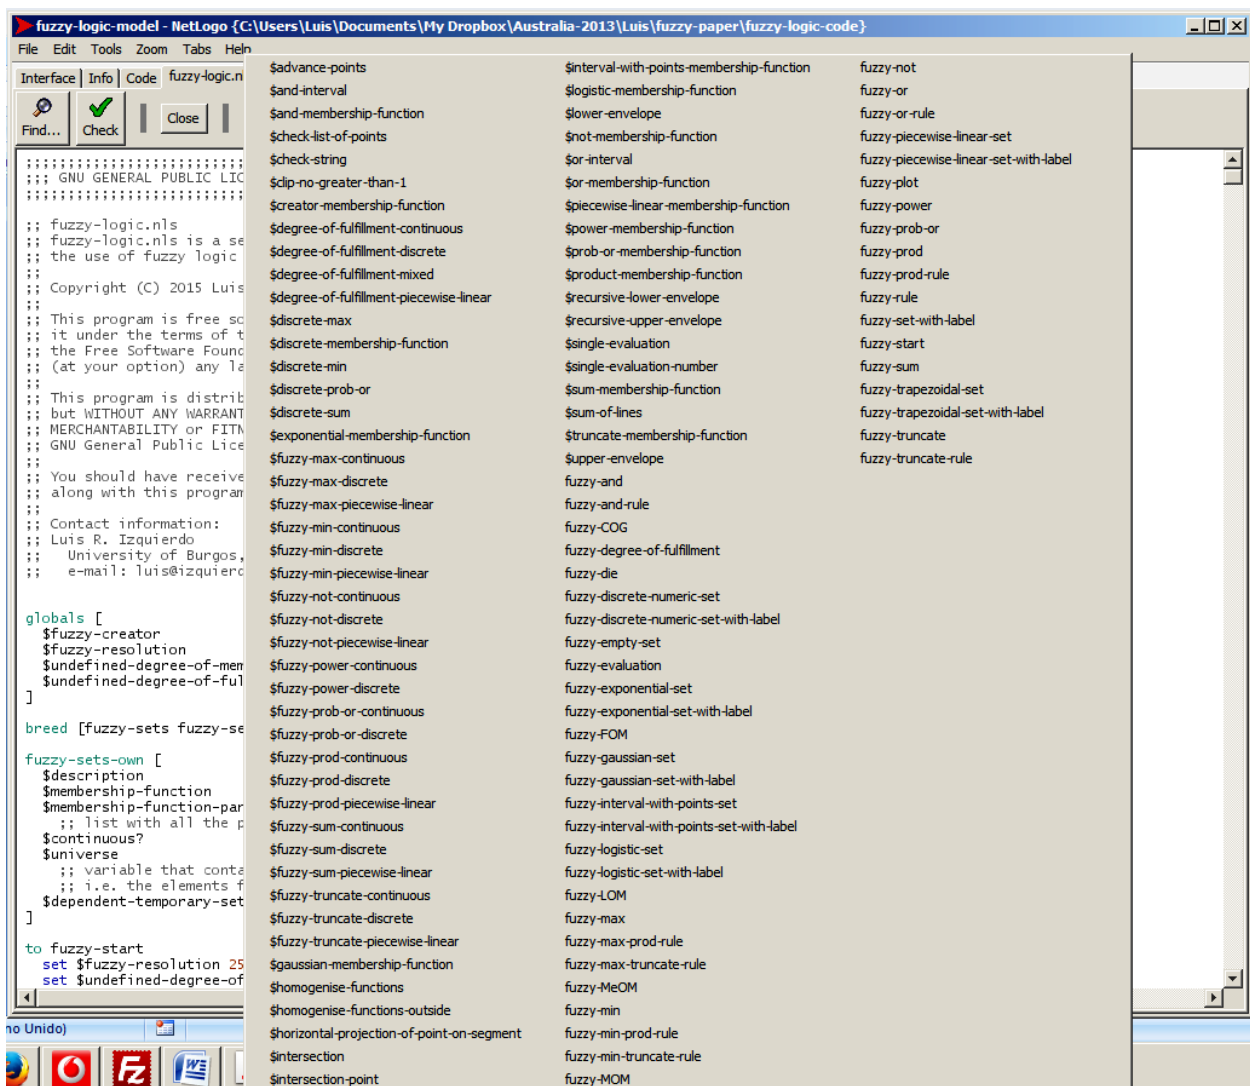 fuzzy-logic-model - NetLogo {C:\Users\Luis\Documents\My Dropbox\Australia-2013\Luis\fuzzy-paper\fuzzy-logic-code}
File Edit Tools Zoom Tabs Help
Interface Info Code fuzzy-logic.n
Find... Check Close
;;;;;;;;;;;;;;;;;;;;;;;;;;
;;; GNU GENERAL PUBLIC LIC
;;;;;;;;;;;;;;;;;;;;;;;;;;
;; fuzzy-logic.nls
;; fuzzy-logic.nls is a se
;; the use of fuzzy logic
;;
;; Copyright (C) 2015 Luis
;;
;; This program is free so
;; it under the terms of t
;; the Free Software Found
;; (at your option) any la
;;
;; This program is distrib
;; but WITHOUT ANY WARRANT
;; MERCHANTABILITY or FITN
;; GNU General Public Lice
;;
;; You should have receive
;; along with this program
;;
;; Contact information:
;; Luis R. Izquierdo
;;   University of Burgos,
;;   e-mail: luis@izquierd
globals [
$fuzzy-creator
$fuzzy-resolution
$undefined-degree-of-mem
$undefined-degree-of-ful
]
breed [fuzzy-sets fuzzy-se
fuzzy-sets-own [
$description
$membership-function
$membership-function-par
;; list with all the p
$continuous?
$universe
;; variable that conta
;; i.e. the elements f
$dependent-temporary-set
]
to fuzzy-start
set $fuzzy-resolution 25
set $undefined-degree-of
$advance-points
$and-interval
$and-membership-function
$check-list-of-points
$check-string
$clip-no-greater-than-1
$creator-membership-function
$degree-of-fulfillment-continuous
$degree-of-fulfillment-discrete
$degree-of-fulfillment-mixed
$degree-of-fulfillment-piecewise-linear
$discrete-max
$discrete-membership-function
$discrete-min
$discrete-prob-or
$discrete-sum
$exponential-membership-function
$fuzzy-max-continuous
$fuzzy-max-discrete
$fuzzy-max-piecewise-linear
$fuzzy-min-continuous
$fuzzy-min-discrete
$fuzzy-min-piecewise-linear
$fuzzy-not-continuous
$fuzzy-not-discrete
$fuzzy-not-piecewise-linear
$fuzzy-power-continuous
$fuzzy-power-discrete
$fuzzy-prob-or-continuous
$fuzzy-prob-or-discrete
$fuzzy-prod-continuous
$fuzzy-prod-discrete
$fuzzy-prod-piecewise-linear
$fuzzy-sum-continuous
$fuzzy-sum-discrete
$fuzzy-sum-piecewise-linear
$fuzzy-truncate-continuous
$fuzzy-truncate-discrete
$fuzzy-truncate-piecewise-linear
$gaussian-membership-function
$homogenise-functions
$homogenise-functions-outside
$horizontal-projection-of-point-on-segment
$intersection
$intersection-point
$interval-with-points-membership-function
$logistic-membership-function
$lower-envelope
$not-membership-function
$or-interval
$or-membership-function
$piecewise-linear-membership-function
$power-membership-function
$prob-or-membership-function
$product-membership-function
$recursive-lower-envelope
$recursive-upper-envelope
$single-evaluation
$single-evaluation-number
$sum-membership-function
$sum-of-lines
$truncate-membership-function
$upper-envelope
fuzzy-and
fuzzy-and-rule
fuzzy-COG
fuzzy-degree-of-fulfillment
fuzzy-die
fuzzy-discrete-numeric-set
fuzzy-discrete-numeric-set-with-label
fuzzy-empty-set
fuzzy-evaluation
fuzzy-exponential-set
fuzzy-exponential-set-with-label
fuzzy-FOM
fuzzy-gaussian-set
fuzzy-gaussian-set-with-label
fuzzy-interval-with-points-set
fuzzy-interval-with-points-set-with-label
fuzzy-logistic-set
fuzzy-logistic-set-with-label
fuzzy-LOM
fuzzy-max
fuzzy-max-prod-rule
fuzzy-max-truncate-rule
fuzzy-MeOM
fuzzy-min
fuzzy-min-prod-rule
fuzzy-min-truncate-rule
fuzzy-MOM
fuzzy-not
fuzzy-or
fuzzy-or-rule
fuzzy-piecewise-linear-set
fuzzy-piecewise-linear-set-with-label
fuzzy-plot
fuzzy-power
fuzzy-prob-or
fuzzy-prod
fuzzy-prod-rule
fuzzy-rule
fuzzy-set-with-label
fuzzy-start
fuzzy-sum
fuzzy-trapezoidal-set
fuzzy-trapezoidal-set-with-label
fuzzy-truncate
fuzzy-truncate-rule
no Unido)
Fz W